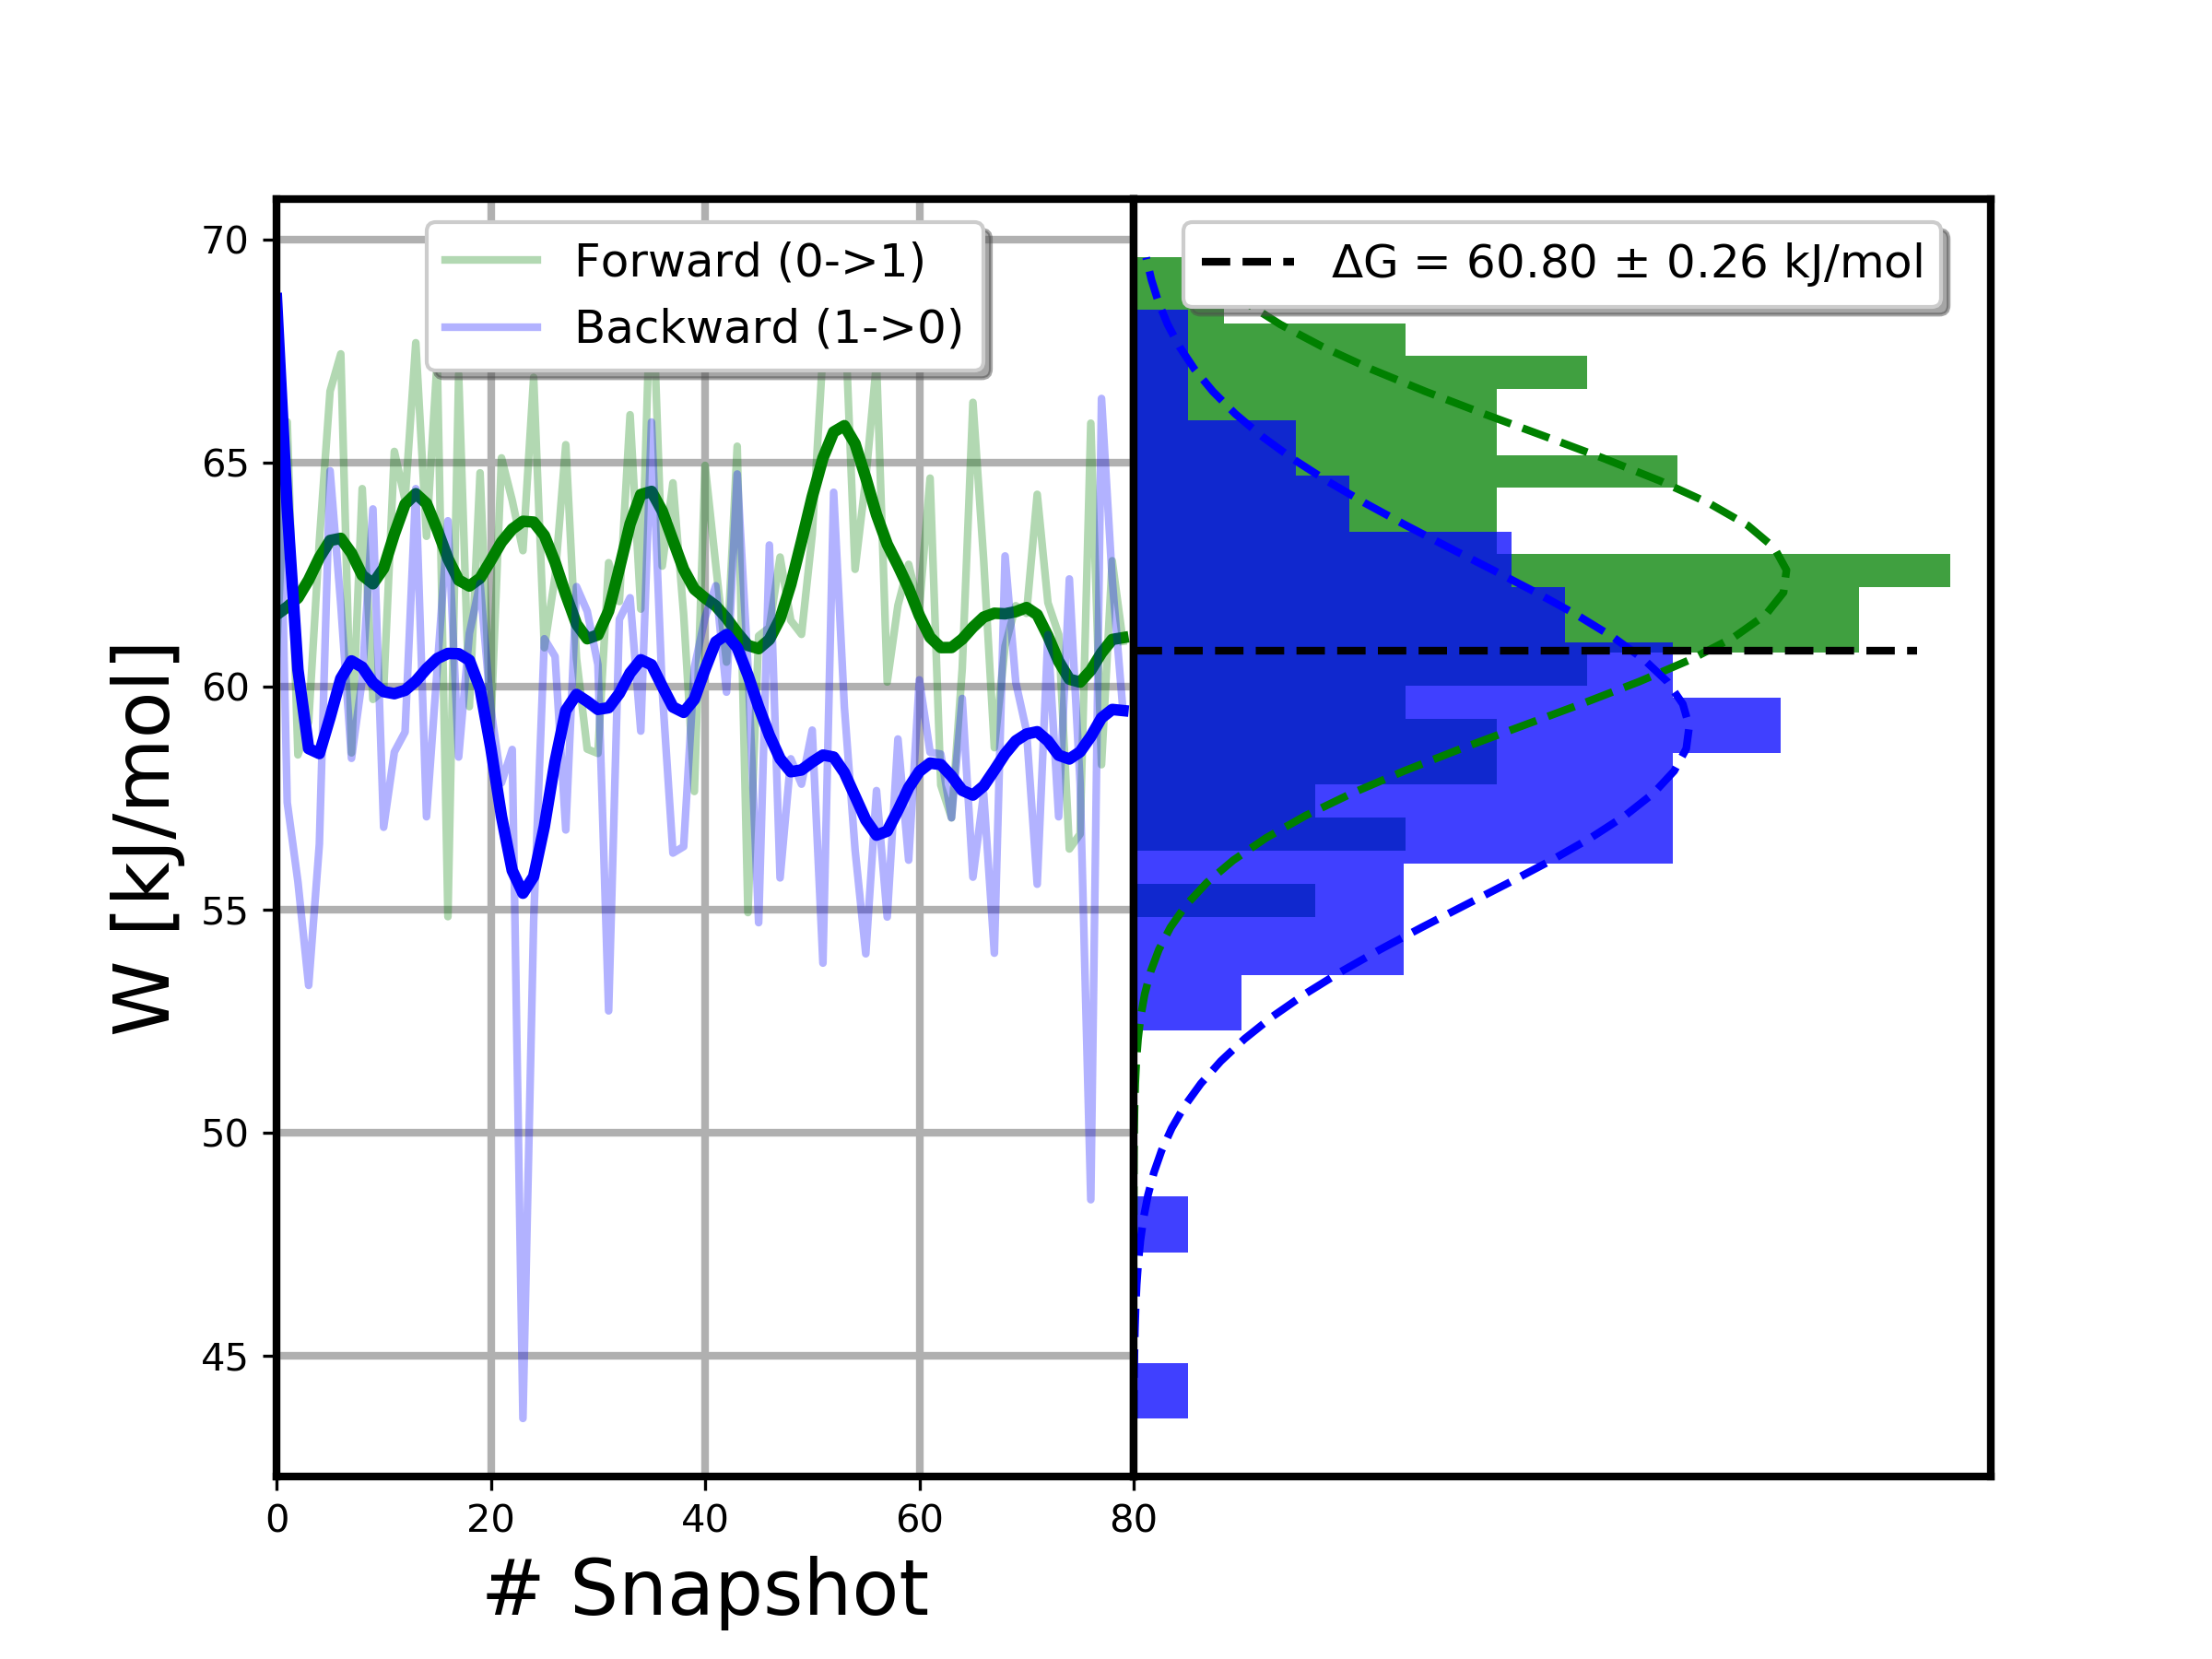 Forward (0->1)
Backward (1->0)
ΔG = 60.80 ± 0.26 kJ/mol
70
65
60
55
50
45
W [kJ/mol]
0 20 40 60 80
# Snapshot